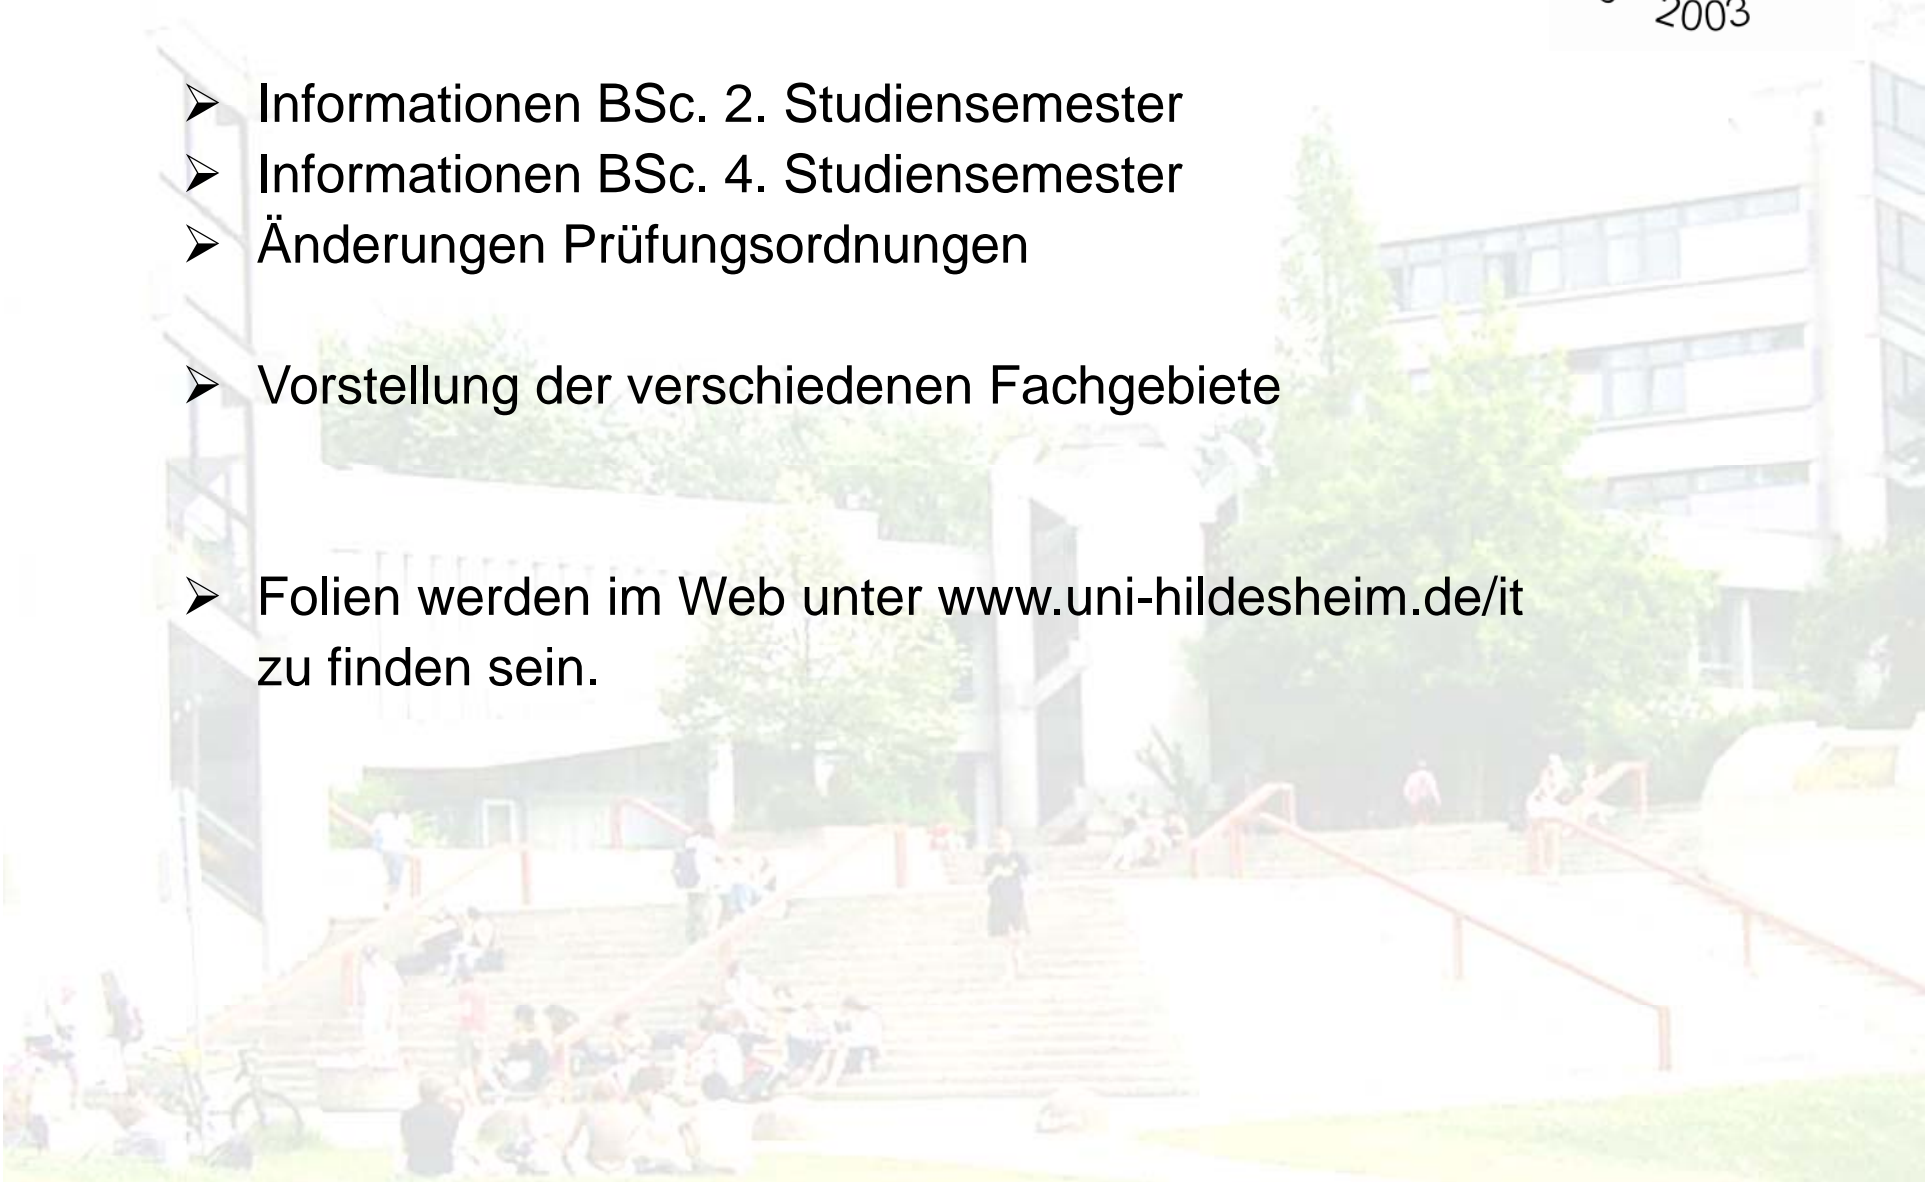 2003
➢ Informationen BSc. 2. Studiensemester
➢ Informationen BSc. 4. Studiensemester
➢ Änderungen Prüfungsordnungen
➢ Vorstellung der verschiedenen Fachgebiete
➢ Folien werden im Web unter www.uni-hildesheim.de/it
zu finden sein.